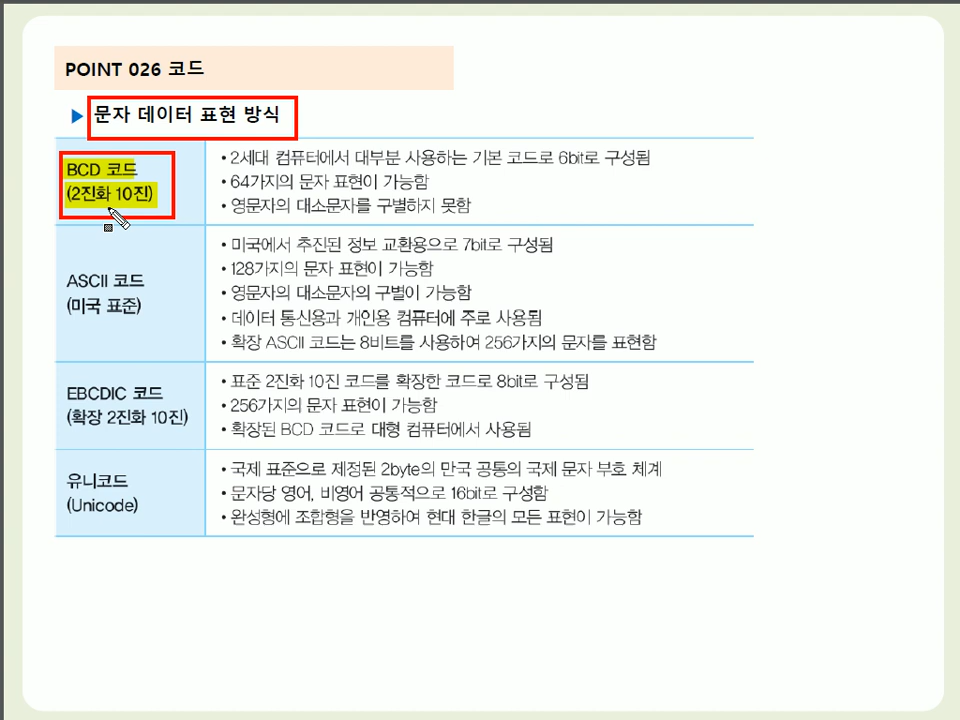 POINT 026 코드
▶ 문자 데이터 표현 방식
BCD 코드
(2진화 10진)
• 2세대 컴퓨터에서 대부분 사용하는 기본 코드로 6bit로 구성됨
• 64가지의 문자 표현이 가능함
• 영문자의 대소문자를 구별하지 못함
ASCII 코드
(미국 표준)
• 미국에서 추진된 정보 교환용으로 7bit로 구성됨
• 128가지의 문자 표현이 가능함
• 영문자의 대소문자의 구별이 가능함
• 데이터 통신용과 개인용 컴퓨터에 주로 사용됨
• 확장 ASCII 코드는 8비트를 사용하여 256가지의 문자를 표현함
EBCDIC 코드
(확장 2진화 10진)
• 표준 2진화 10진 코드를 확장한 코드로 8bit로 구성됨
• 256가지의 문자 표현이 가능함
• 확장된 BCD 코드로 대형 컴퓨터에서 사용됨
유니코드
(Unicode)
• 국제 표준으로 제정된 2byte의 만국 공통의 국제 문자 부호 체계
• 문자당 영어, 비영어 공통적으로 16bit로 구성함
• 완성형에 조합형을 반영하여 현대 한글의 모든 표현이 가능함